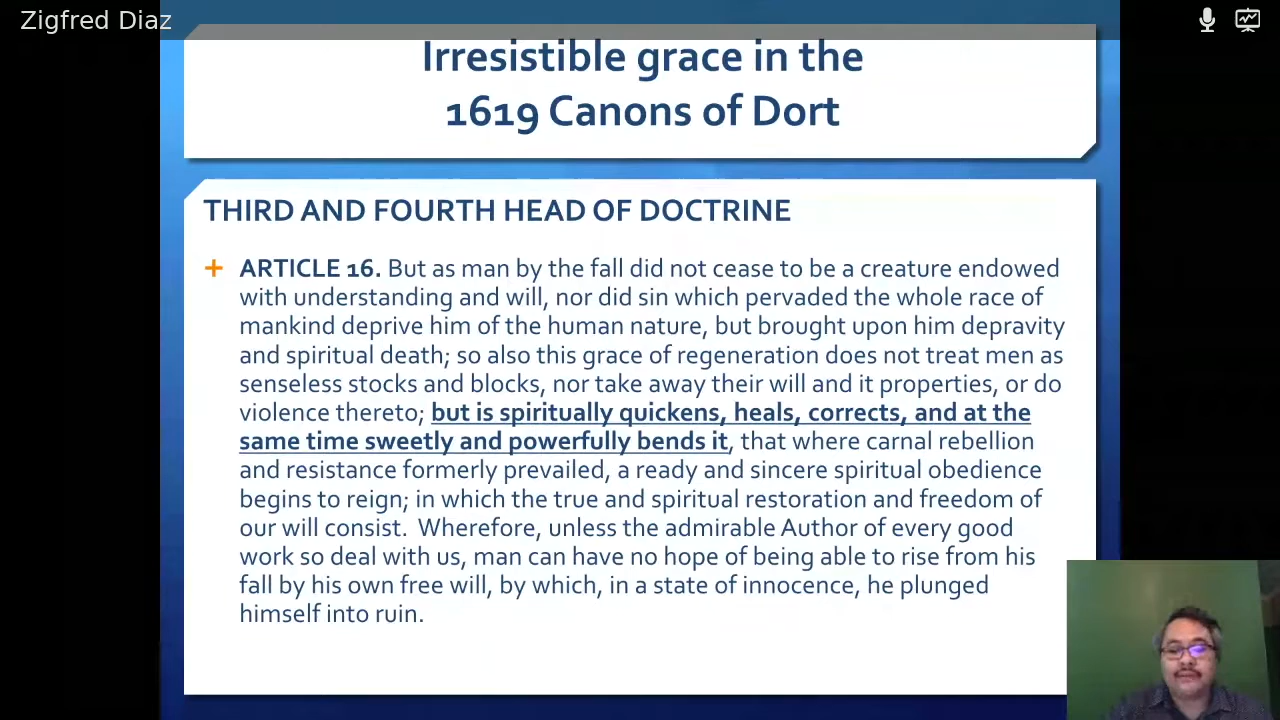 Zigfred Diaz
Irresistible grace in the
1619 Canons of Dort
THIRD AND FOURTH HEAD OF DOCTRINE
+ ARTICLE 16. But as man by the fall did not cease to be a creature endowed
with understanding and will, nor did sin which pervaded the whole race of
mankind deprive him of the human nature, but brought upon him depravity
and spiritual death; so also this grace of regeneration does not treat men as
senseless stocks and blocks, nor take away their will and it properties, or do
violence thereto; but is spiritually quickens, heals, corrects, and at the
same time sweetly and powerfully bends it, that where carnal rebellion
and resistance formerly prevailed, a ready and sincere spiritual obedience
begins to reign; in which the true and spiritual restoration and freedom of
our will consist. Wherefore, unless the admirable Author of every good
work so deal with us, man can have no hope of being able to rise from his
fall by his own free will, by which, in a state of innocence, he plunged
himself into ruin.